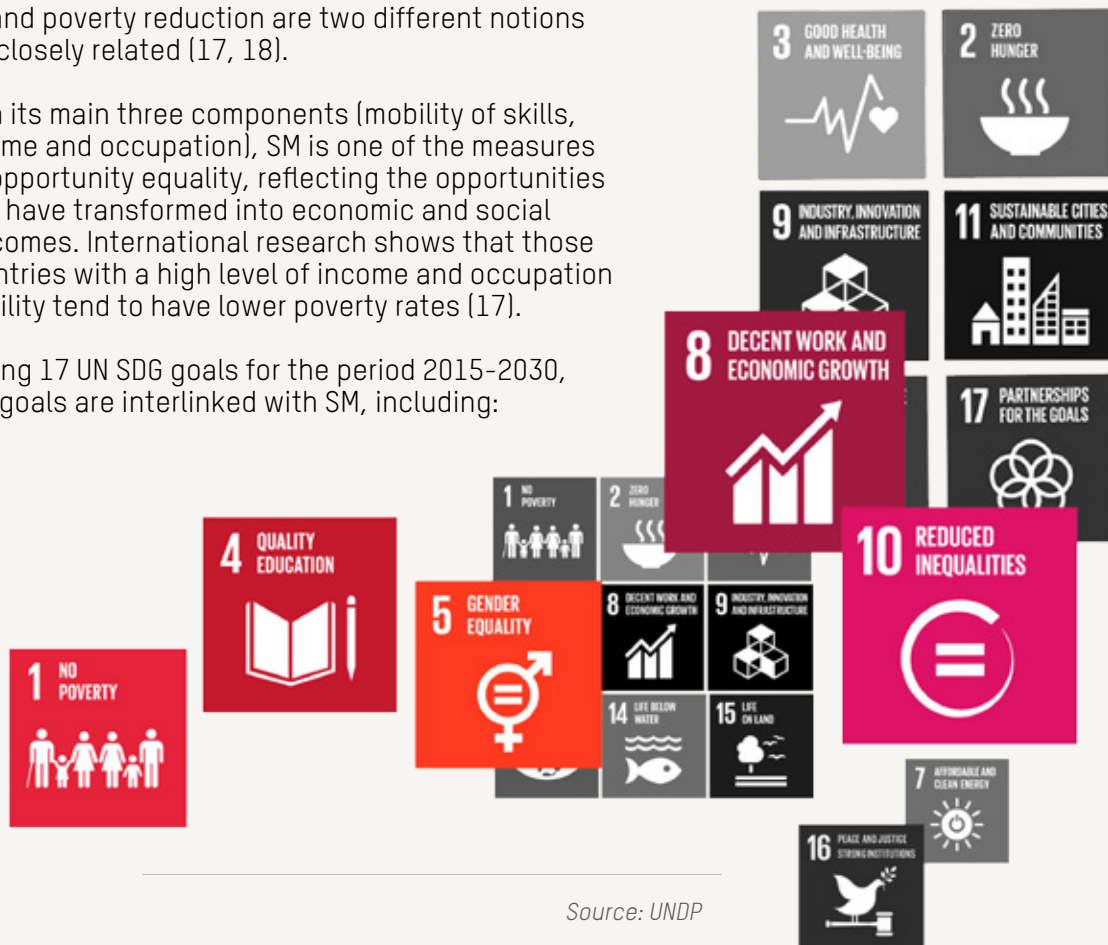 and poverty reduction are two different notions
closely related (17, 18).
its main three components (mobility of skills,
me and occupation), SM is one of the measures
opportunity equality, reflecting the opportunities
have transformed into economic and social
comes. International research shows that those
ntries with a high level of income and occupation
ility tend to have lower poverty rates (17).
ng 17 UN SDG goals for the period 2015-2030,
goals are interlinked with SM, including:
3 GOOD HEALTH
AND WELL-BEING
2 ZERO
HUNGER
9 INDUSTRY, INNOVATION
AND INFRASTRUCTURE
11 SUSTAINABLE CITIES
AND COMMUNITIES
8 DECENT WORK AND
ECONOMIC GROWTH
17 PARTNERSHIPS
FOR THE GOALS
1 NO
POVERTY
2 ZERO
HUNGER
4 QUALITY
EDUCATION
5 GENDER
EQUALITY
8 DECENT WORK AND
ECONOMIC GROWTH
9 INDUSTRY, INNOVATION
AND INFRASTRUCTURE
10 REDUCED
INEQUALITIES
1 NO
POVERTY
14 LIFE BELOW
WATER
15 LIFE
ON LAND
7 AFFORDABLE AND
CLEAN ENERGY
16 PEACE AND JUSTICE
STRONG INSTITUTIONS
Source: UNDP